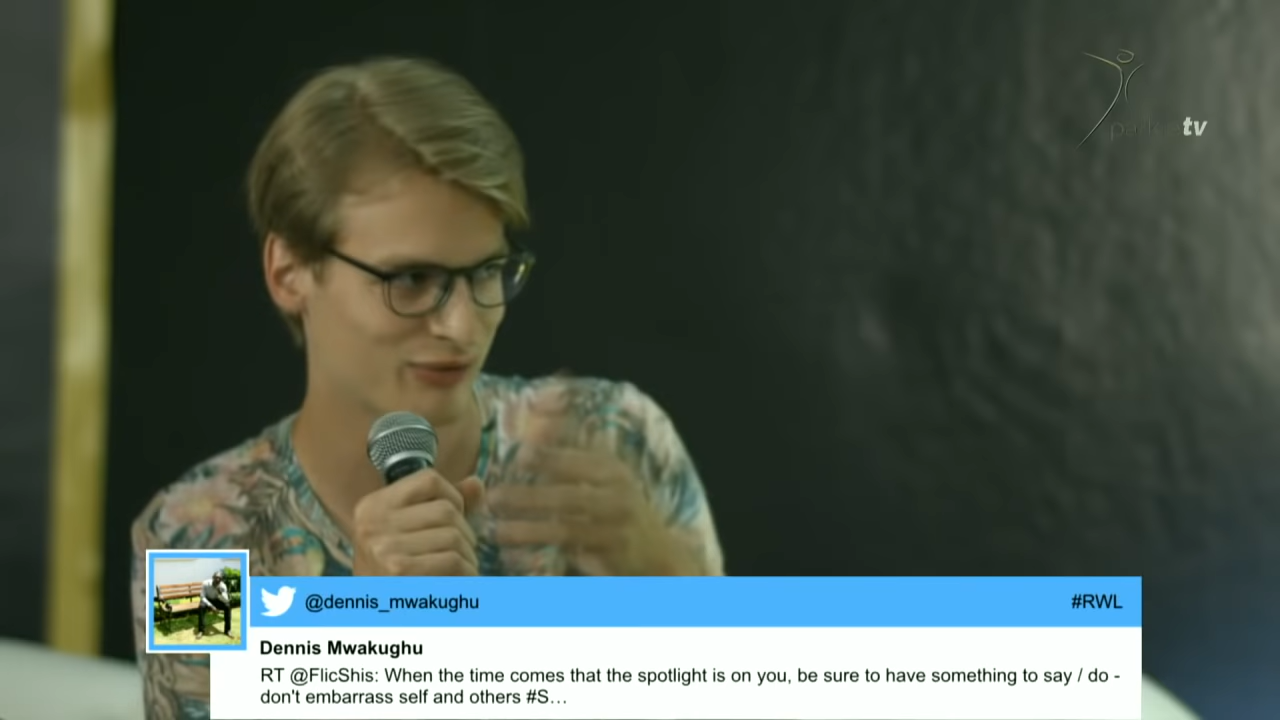 tv
@dennis_mwakughu #RWL
Dennis Mwakughu
RT @FlicShis: When the time comes that the spotlight is on you, be sure to have something to say / do -
don't embarrass self and others #S…